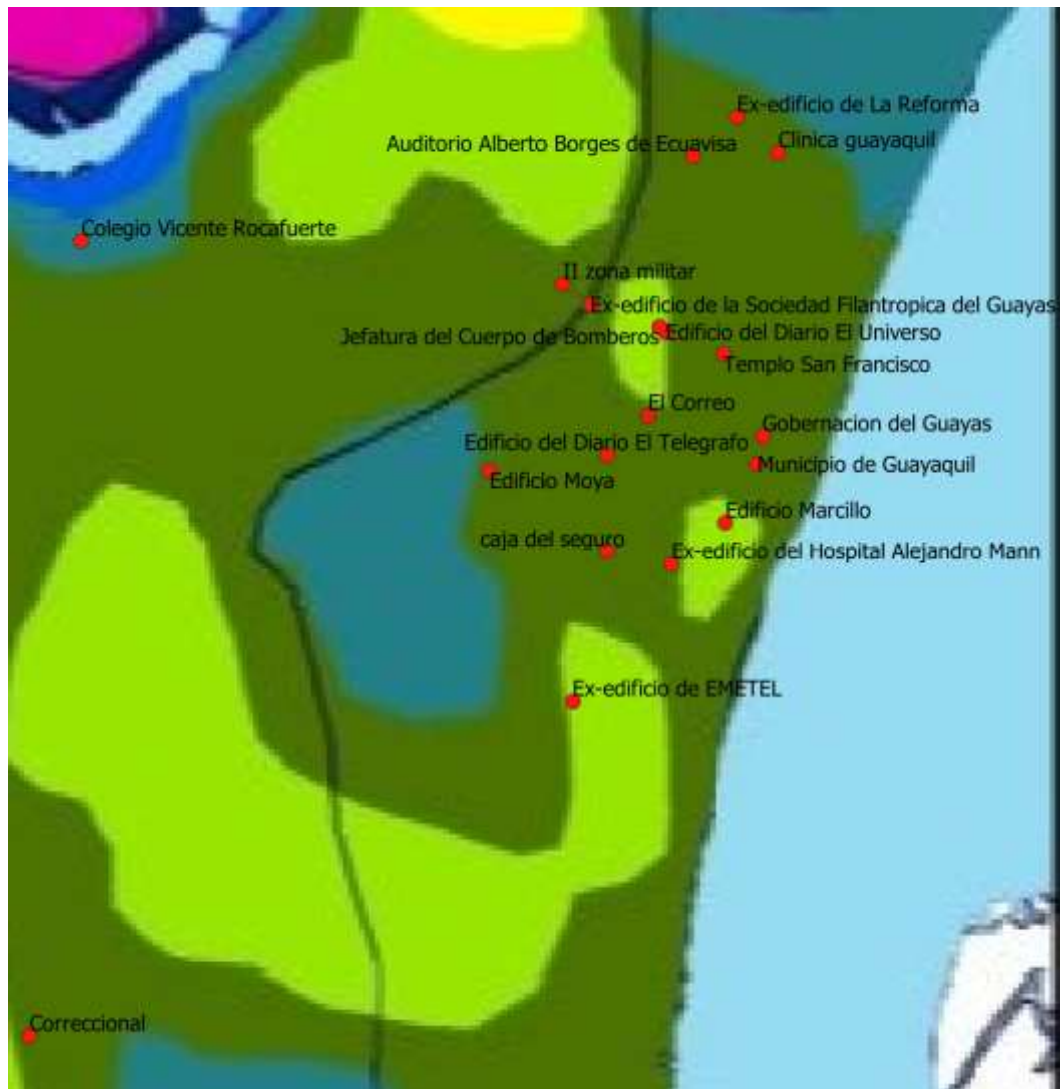 Ex-edificio de La Reforma
Auditorio Alberto Borges de Ecuavisa
Clinica guayaquil
Colegio Vicente Rocafuerte
II zona militar
Ex-edificio de la Sociedad Filantropica del Guayas
Jefatura del Cuerpo de Bomberos
Edificio del Diario El Universo
Templo San Francisco
El Correo
Gobernacion del Guayas
Edificio del Diario El Telegrafo
Municipio de Guayaquil
Edificio Moya
Edificio Marcillo
caja del seguro
Ex-edificio del Hospital Alejandro Mann
Ex-edificio de EMETEL
Correccional